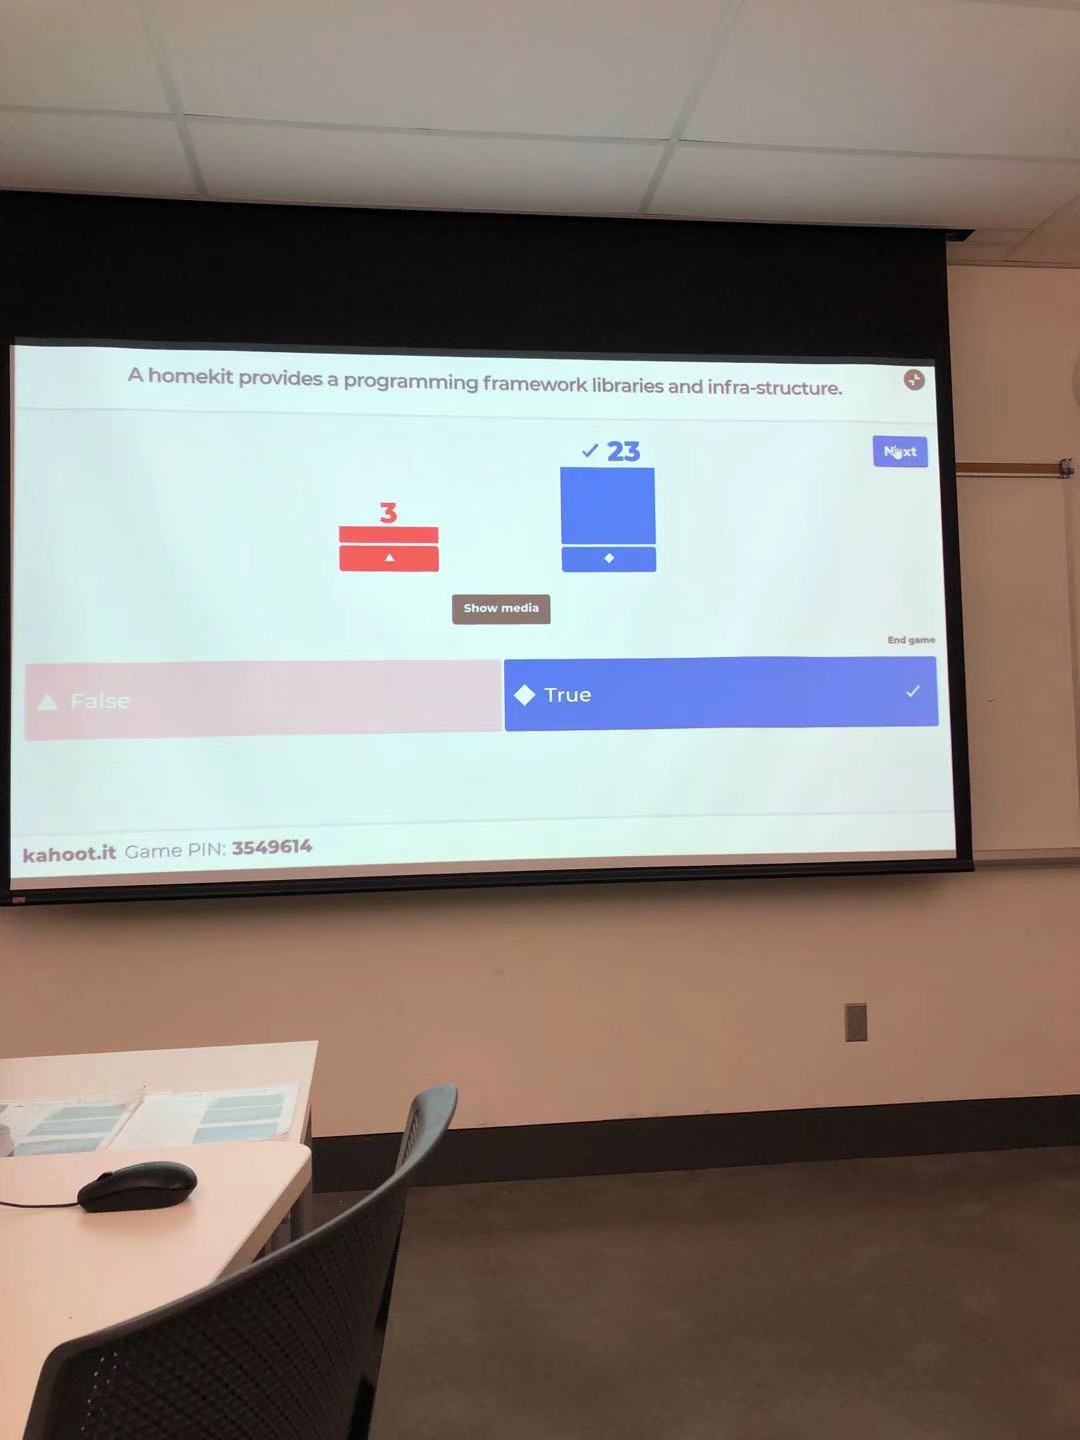 A homekit provides a programming framework libraries and infra-structure.
23
Next
3
Show media
End game
False
True
kahoot.it Game PIN: 3549614